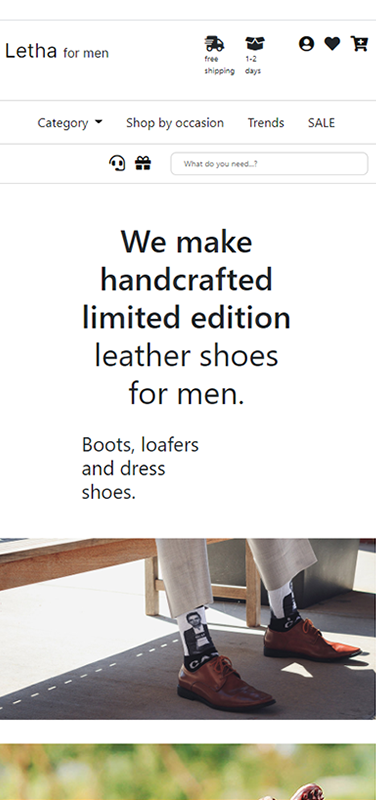 Letha for men
free
shipping
1-2
days
Category
Shop by occasion
Trends
SALE
What do you need...?
We make
handcrafted
limited edition
leather shoes
for men.
Boots, loafers
and dress
shoes.